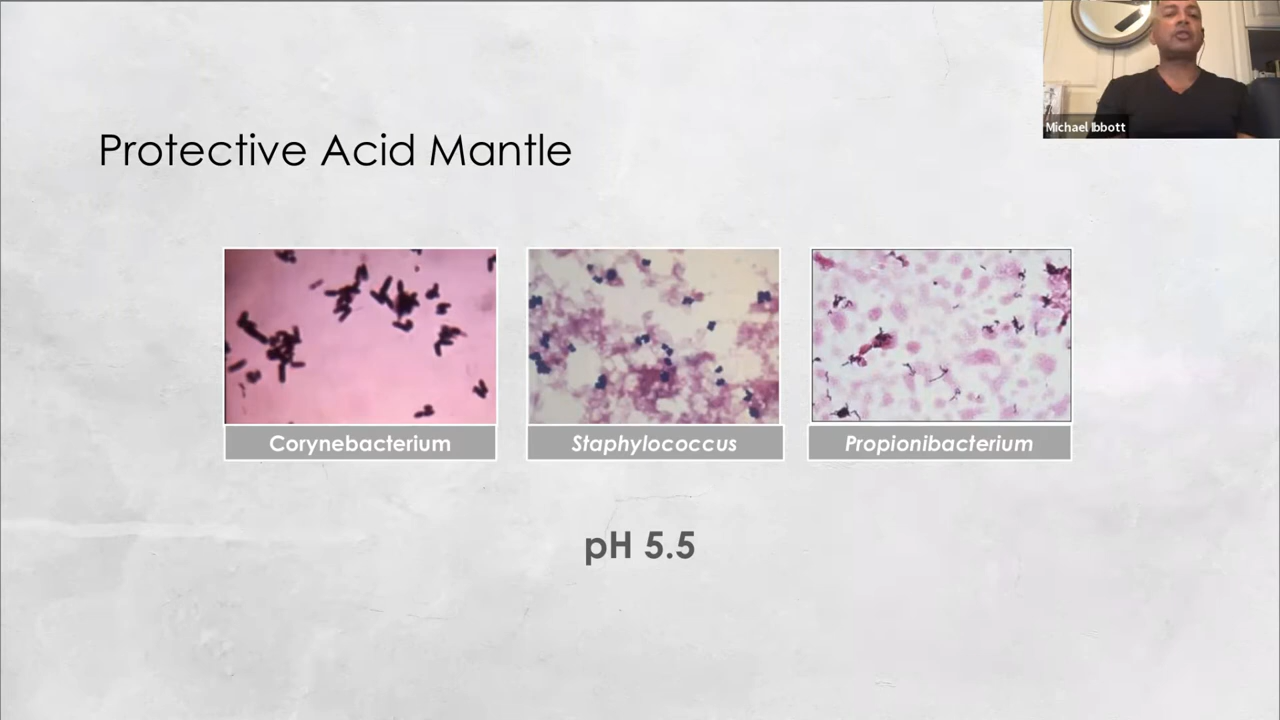 Protective Acid Mantle
Michael Ibbott
Corynebacterium
Staphylococcus
Propionibacterium
pH 5.5